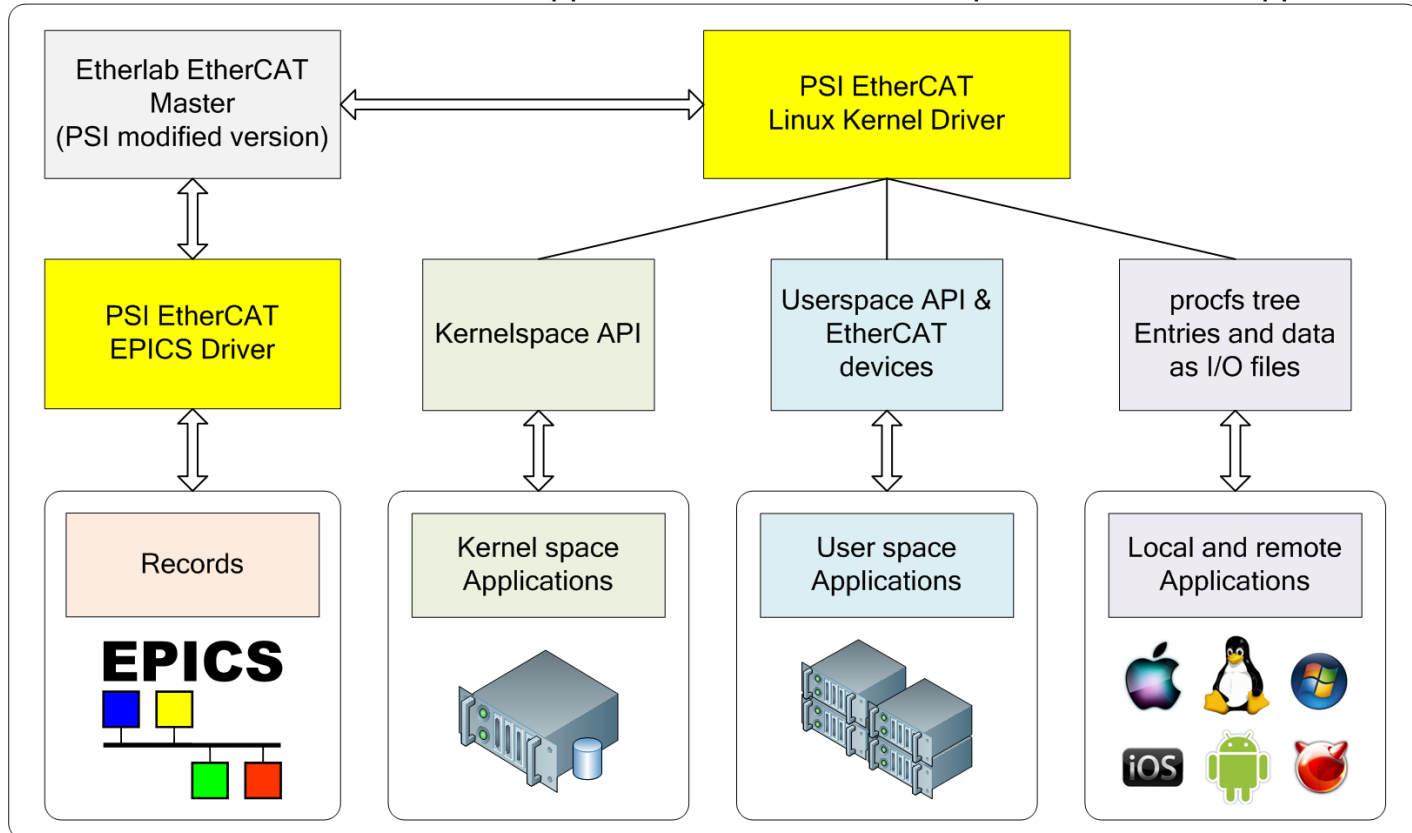 Etherlab EtherCAT
Master
(PSI modified version)
PSI EtherCAT
Linux Kernel Driver
PSI EtherCAT
EPICS Driver
Kernelspace API
Userspace API &
EtherCAT
devices
procfs tree
Entries and data
as I/O files
Records
Kernel space
Applications
User space
Applications
Local and remote
Applications
EPICS
iOS